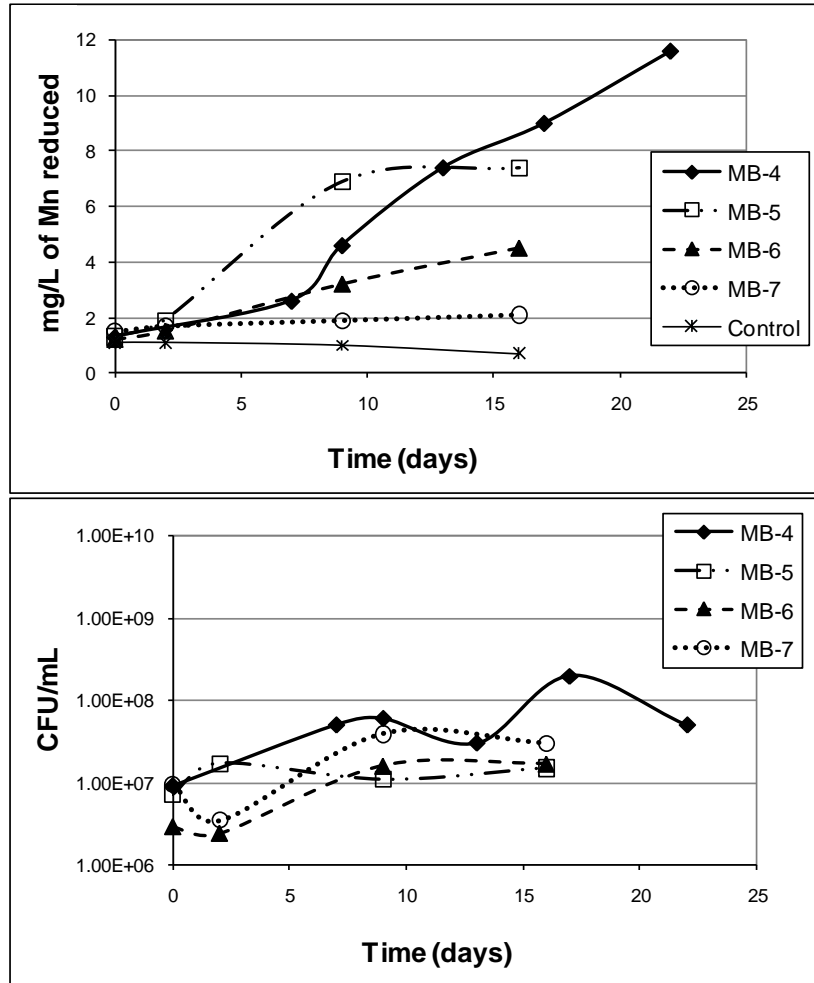 12
10
8
6
4
2
0
mg/L of Mn reduced
0 5 10 15 20 25
Time (days)
MB-4
MB-5
MB-6
MB-7
Control
1.00E+10
1.00E+09
1.00E+08
1.00E+07
1.00E+06
CFU/mL
0 5 10 15 20 25
Time (days)
MB-4
MB-5
MB-6
MB-7